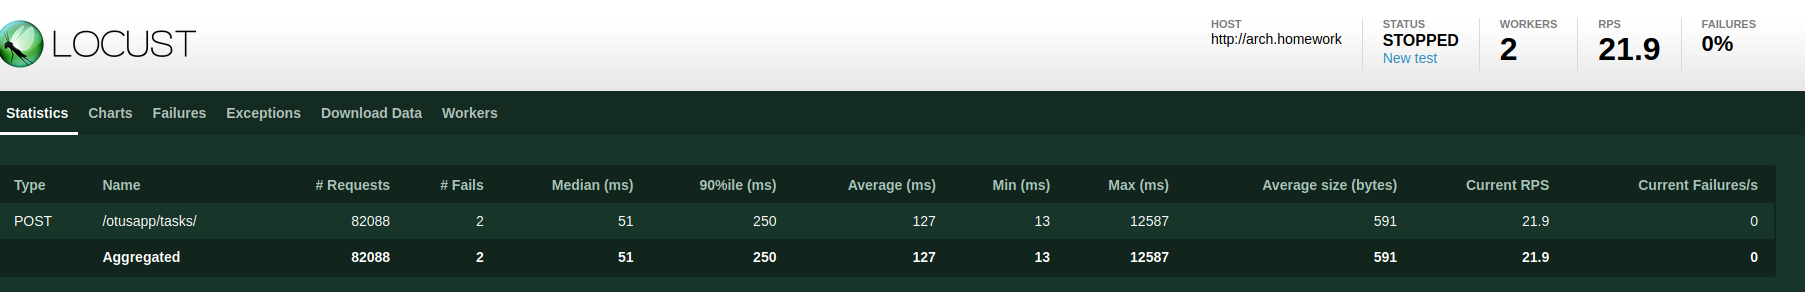 LOCUST
HOST
http://arch.homework
STATUS
STOPPED
New test
WORKERS
2
RPS
21.9
FAILURES
0%
Statistics Charts Failures Exceptions Download Data Workers
Type Name # Requests # Fails Median (ms) 90%ile (ms) Average (ms) Min (ms) Max (ms) Average size (bytes) Current RPS Current Failures/s
POST /otusapp/tasks/ 82088 2 51 250 127 13 12587 591 21.9 0
Aggregated 82088 2 51 250 127 13 12587 591 21.9 0